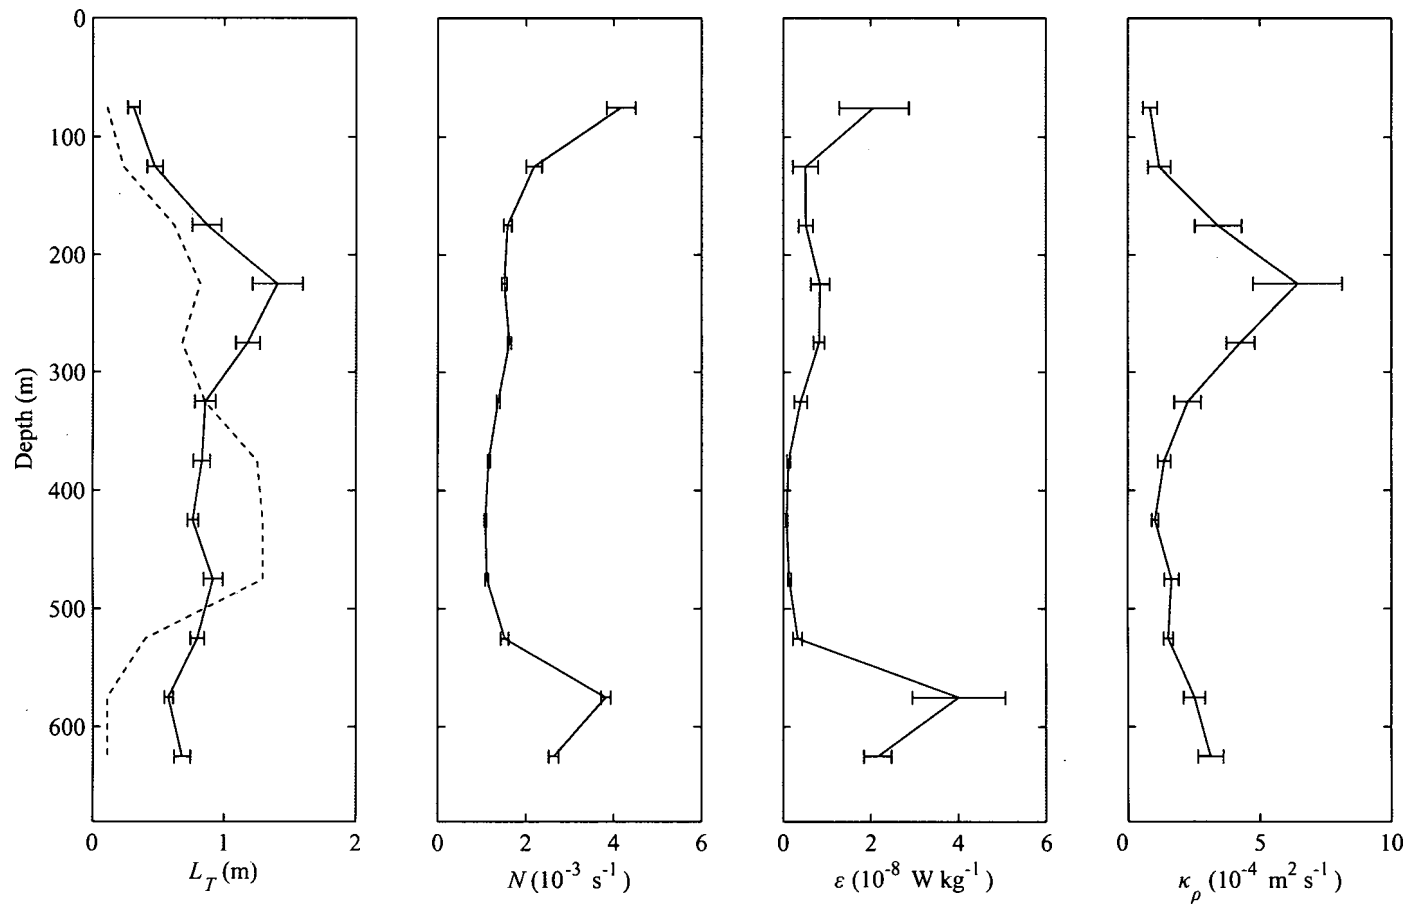 0
100
200
300
400
500
600
Depth (m)
0 1 2
L_T (m)
0 2 4 6
N (10^-3 s^-1)
0 2 4 6
ε (10^-8 W kg^-1)
0 5 10
κ_ρ (10^-4 m^2 s^-1)